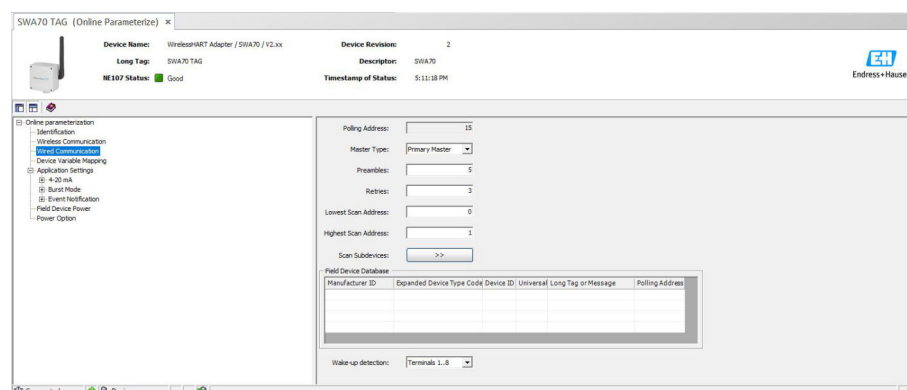 SWA70 TAG (Online Parameterize) ×
Device Name: WirelessHART Adapter / SWA70 / V2.xx Device Revision: 2
Long Tag: SWA70 TAG Descriptor: SWA70
NE107 Status: Good Timestamp of Status: 5:11:18 PM
EH
Endress+Hause
Online parameterization
Identification
Wireless Communication
Wired Communication
Device Variable Mapping
Application Settings
4-20 mA
Burst Mode
Event Notification
Field Device Power
Power Option
Polling Address: 15
Master Type: Primary Master
Preambles: 5
Retries: 3
Lowest Scan Address: 0
Highest Scan Address: 1
Scan Subdevices: >>
Field Device Database
Manufacturer ID Expanded Device Type Code Device ID Universal Long Tag or Message Polling Address
Wake-up detection: Terminals 1..8